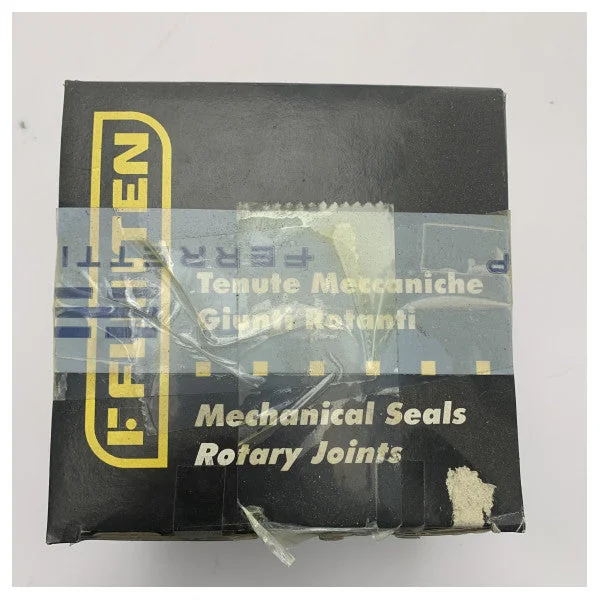 FLUITEN
FERRETTI
P
Tenute Meccaniche
Giunti Rotanti
Mechanical Seals
Rotary Joints